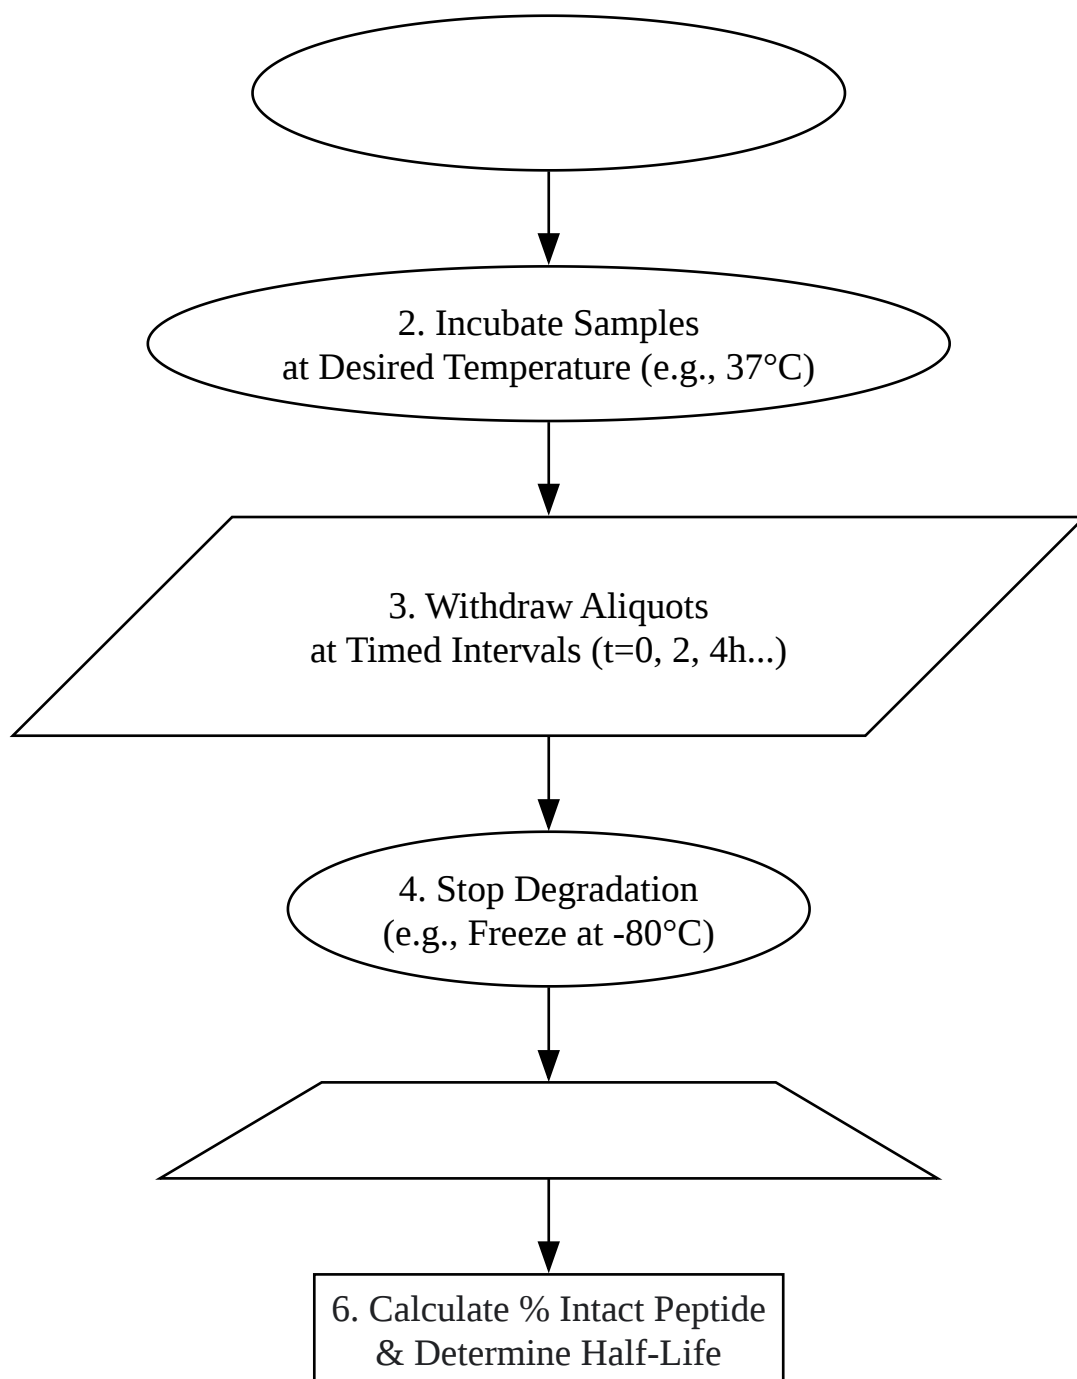 2. Incubate Samples
at Desired Temperature (e.g., 37°C)
3. Withdraw Aliquots
at Timed Intervals (t=0, 2, 4h...)
4. Stop Degradation
(e.g., Freeze at -80°C)
6. Calculate % Intact Peptide
& Determine Half-Life